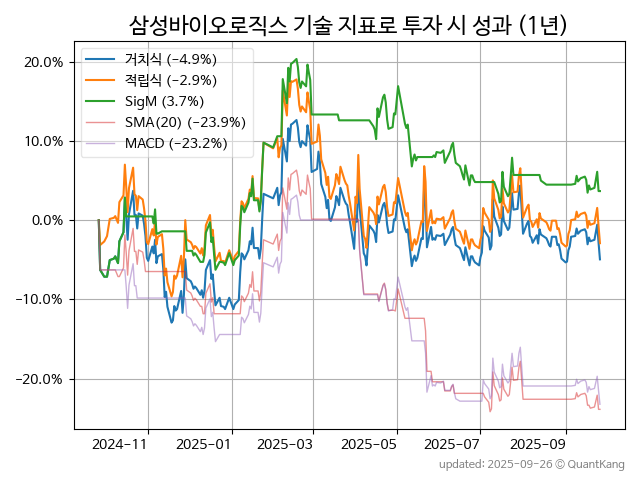 삼성바이오로직스 기술 지표로 투자 시 성과 (1년)
거치식 (−4.9%)
적립식 (−2.9%)
SigM (3.7%)
SMA(20) (−23.9%)
MACD (−23.2%)
20.0%
10.0%
0.0%
−10.0%
−20.0%
2024-11 2025-01 2025-03 2025-05 2025-07 2025-09
updated: 2025-09-26 © QuantKang